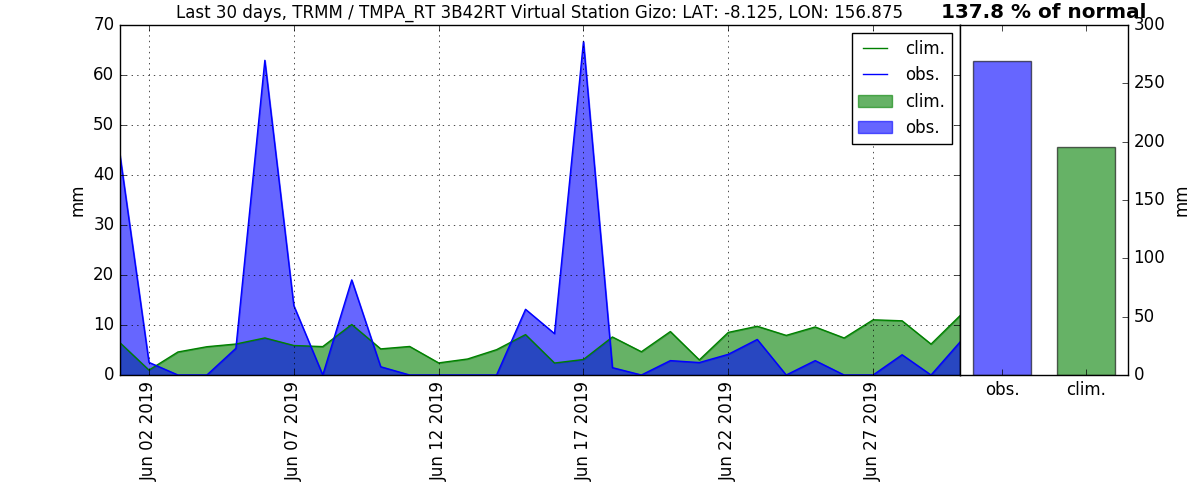 Last 30 days, TRMM / TMPA_RT 3B42RT Virtual Station Gizo: LAT: -8.125, LON: 156.875
137.8 % of normal
70
60
50
40
30
20
10
0
mm
clim.
obs.
clim.
obs.
Jun 02 2019
Jun 07 2019
Jun 12 2019
Jun 17 2019
Jun 22 2019
Jun 27 2019
300
250
200
150
100
50
0
mm
obs.
clim.